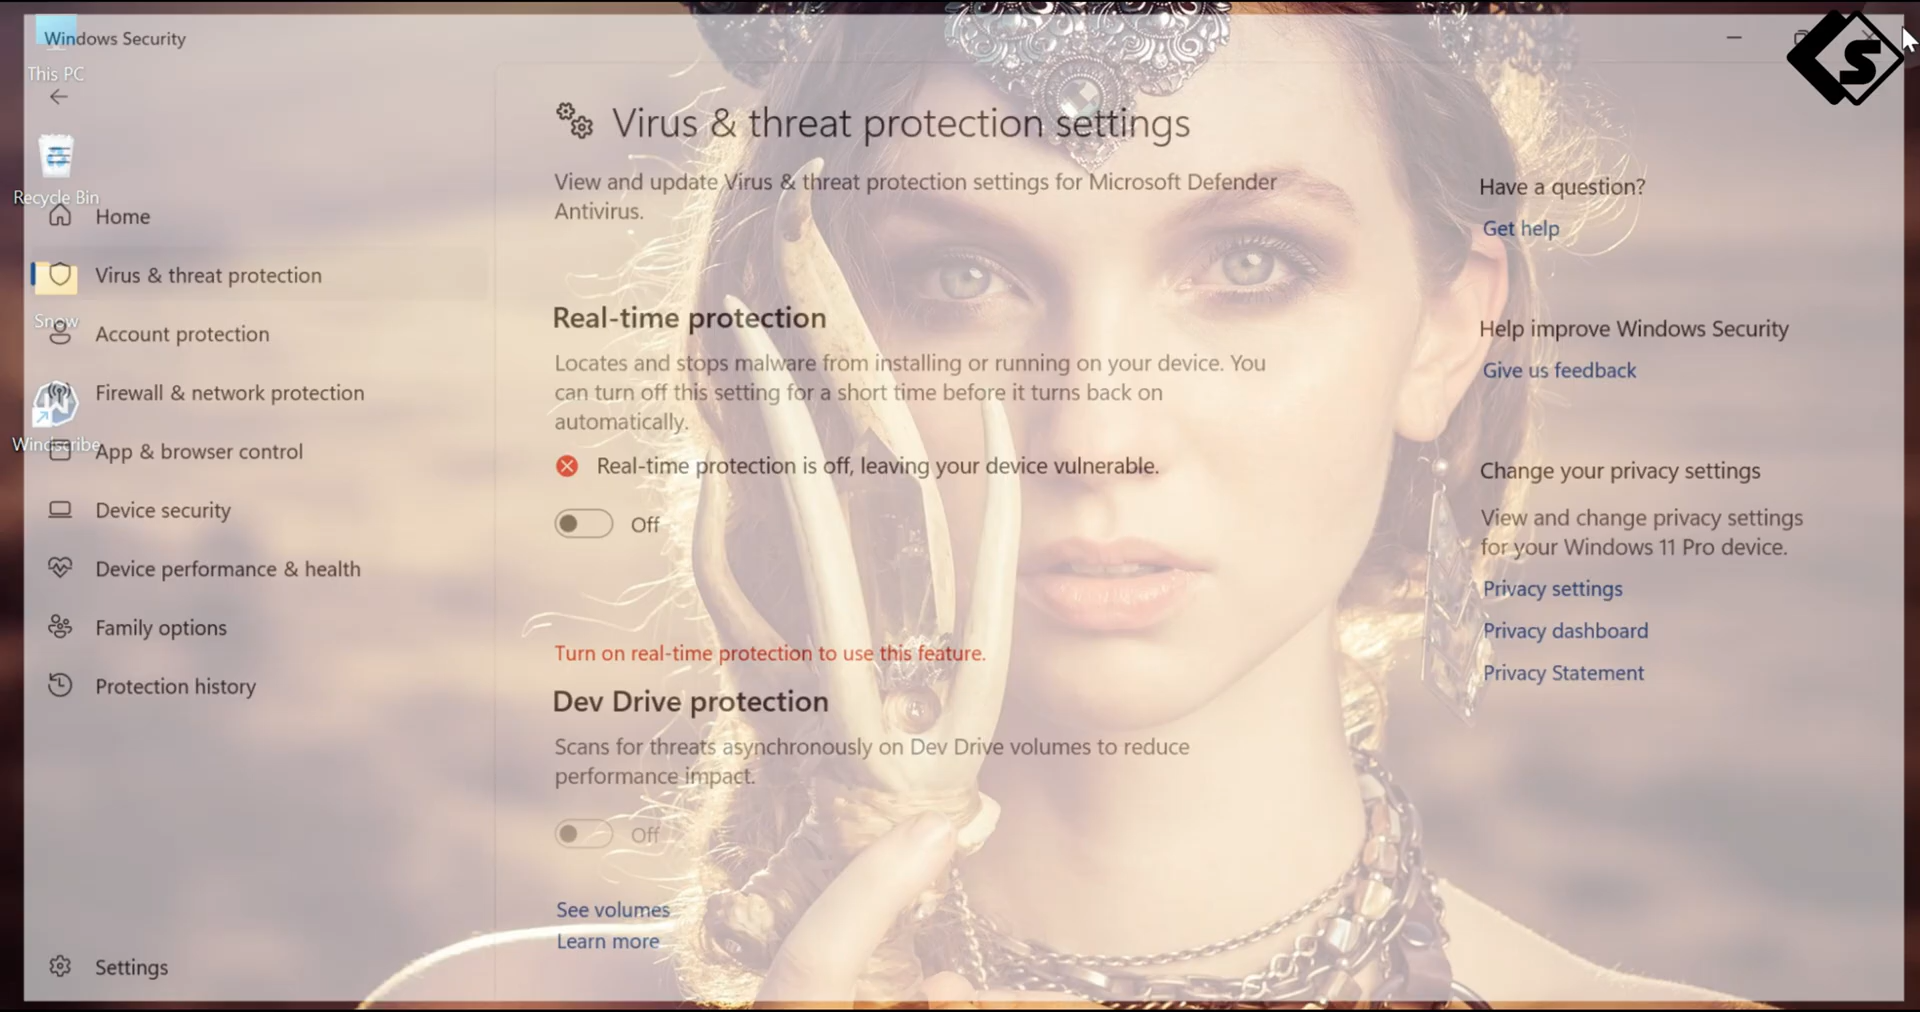 Windows Security
This PC
Recycle Bin
Home
Virus & threat protection
Snow
Account protection
Firewall & network protection
Windscribe
App & browser control
Device security
Device performance & health
Family options
Protection history
Settings
Virus & threat protection settings
View and update Virus & threat protection settings for Microsoft Defender
Antivirus.
Real-time protection
Locates and stops malware from installing or running on your device. You
can turn off this setting for a short time before it turns back on
automatically.
Real-time protection is off, leaving your device vulnerable.
Off
Turn on real-time protection to use this feature.
Dev Drive protection
Scans for threats asynchronously on Dev Drive volumes to reduce
performance impact.
Off
See volumes
Learn more
Have a question?
Get help
Help improve Windows Security
Give us feedback
Change your privacy settings
View and change privacy settings
for your Windows 11 Pro device.
Privacy settings
Privacy dashboard
Privacy Statement
S